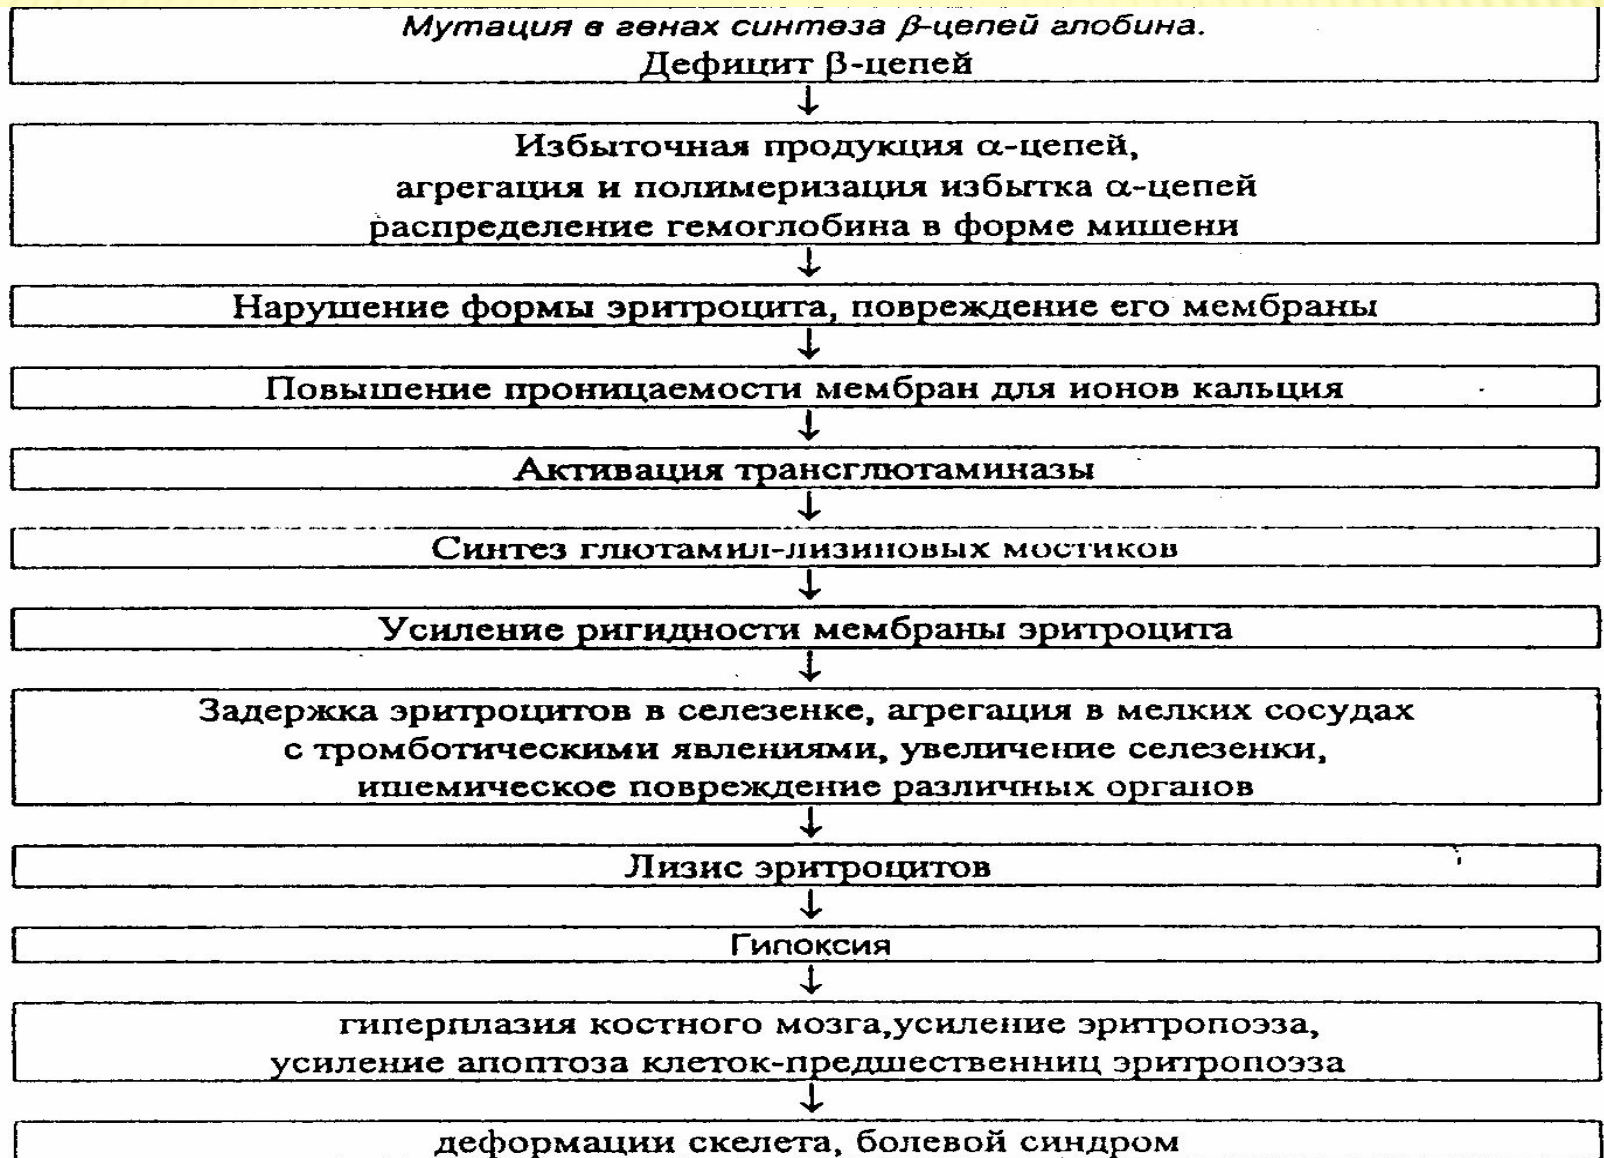 Мутация в генах синтеза β-цепей глобина.
Дефицит β-цепей
↓
Избыточная продукция α-цепей,
агрегация и полимеризация избытка α-цепей
распределение гемоглобина в форме мишени
↓
Нарушение формы эритроцита, повреждение его мембраны
↓
Повышение проницаемости мембран для ионов кальция
↓
Активация трансглютаминазы
↓
Синтез глютамил-лизиновых мостиков
↓
Усиление ригидности мембраны эритроцита
↓
Задержка эритроцитов в селезенке, агрегация в мелких сосудах
с тромботическими явлениями, увеличение селезенки,
ишемическое повреждение различных органов
↓
Лизис эритроцитов
↓
Гипоксия
↓
гиперплазия костного мозга,усиление эритропоэза,
усиление апоптоза клеток-предшественниц эритропоэза
↓
деформации скелета, болевой синдром